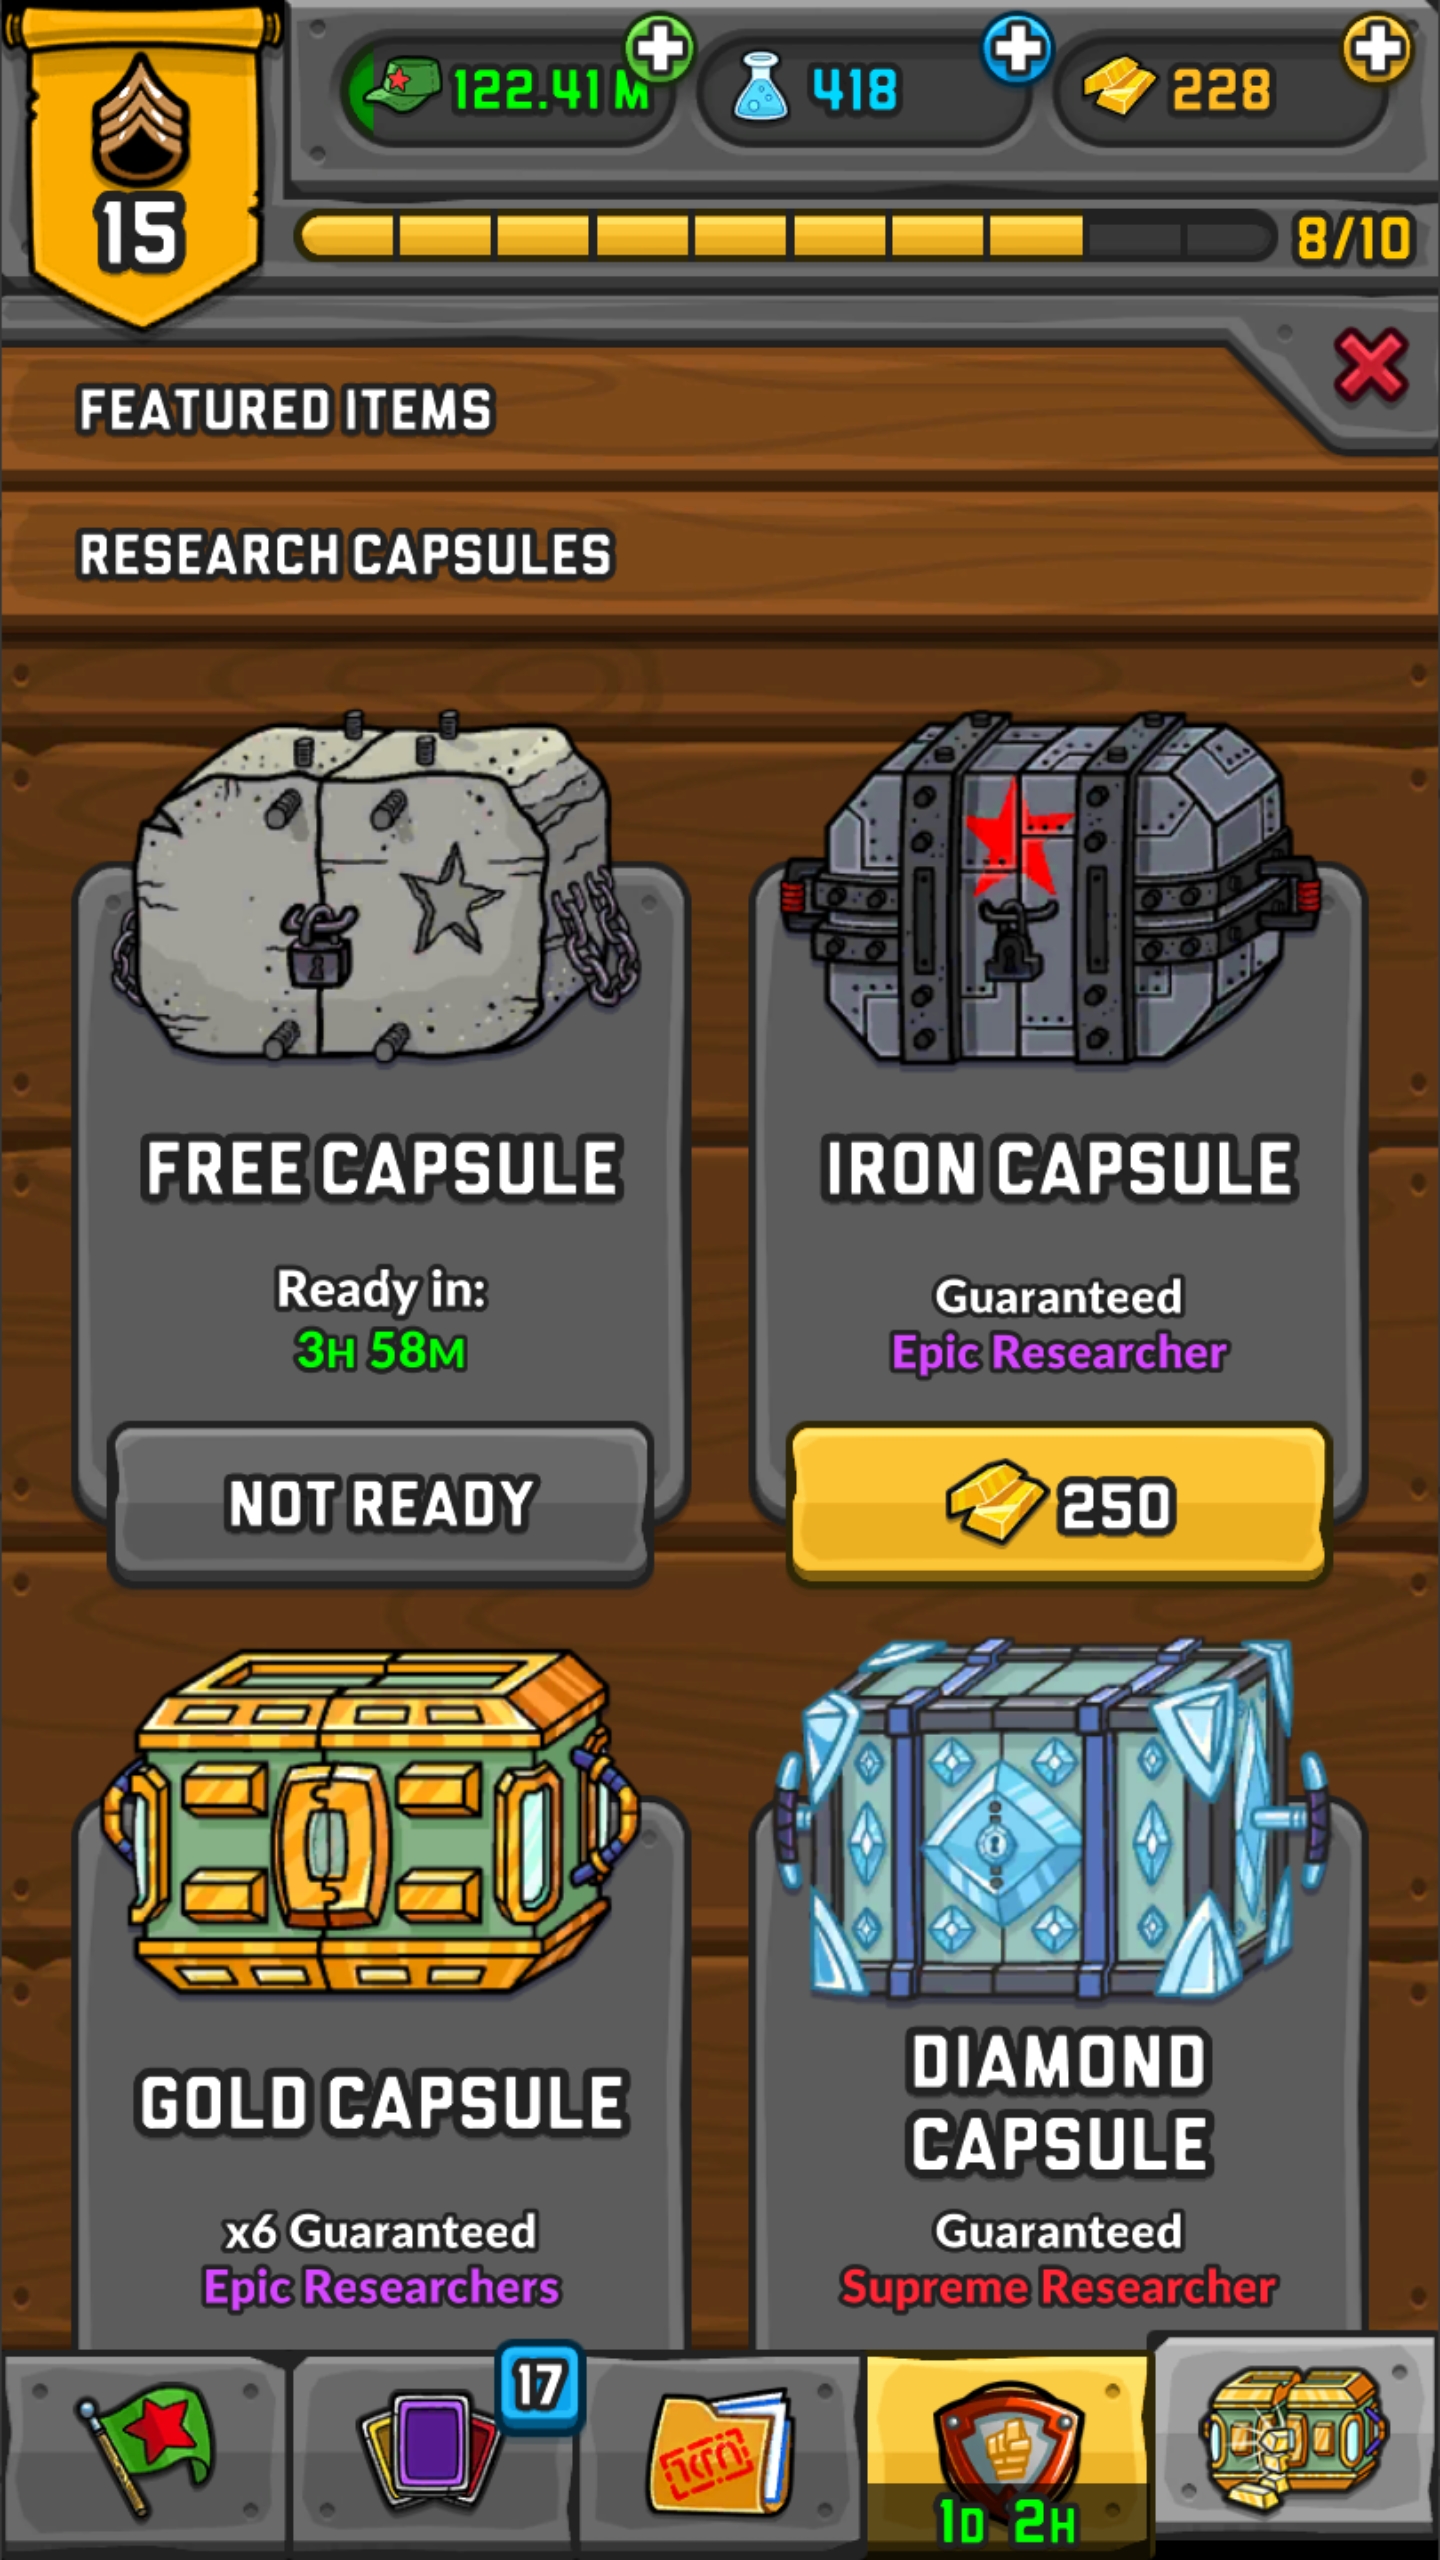 122.41 M
418
228
15
8/10
FEATURED ITEMS
RESEARCH CAPSULES
FREE CAPSULE
Ready in:
3H 58M
NOT READY
IRON CAPSULE
Guaranteed
Epic Researcher
250
GOLD CAPSULE
x6 Guaranteed
Epic Researchers
DIAMOND
CAPSULE
Guaranteed
Supreme Researcher
17
1D 2H